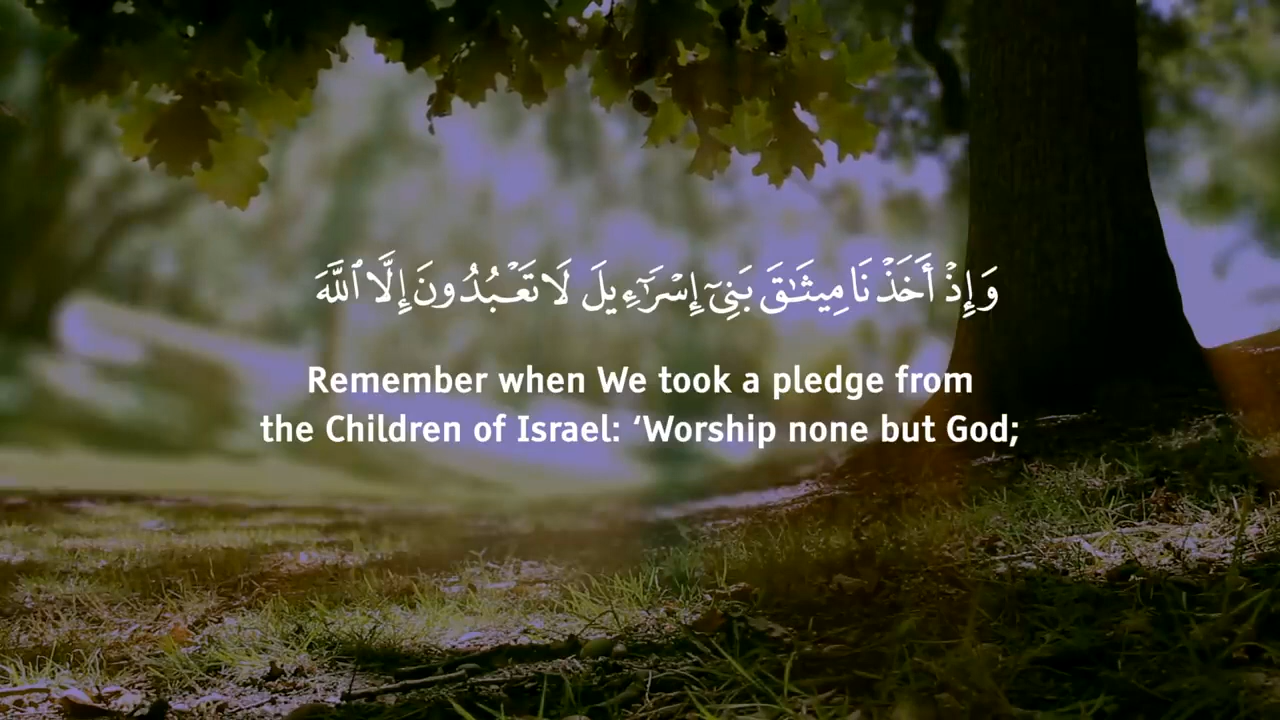 وَإِذْ أَخَذْنَا مِيثَـٰقَ بَنِىٓ إِسْرَٰٓءِيلَ لَا تَعْبُدُونَ إِلَّا ٱللَّهَ
Remember when We took a pledge from
the Children of Israel: ‘Worship none but God;